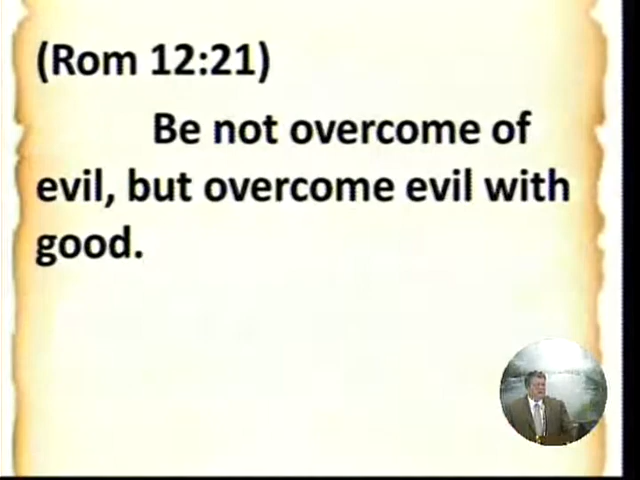 (Rom 12:21)
Be not overcome of
evil, but overcome evil with
good.